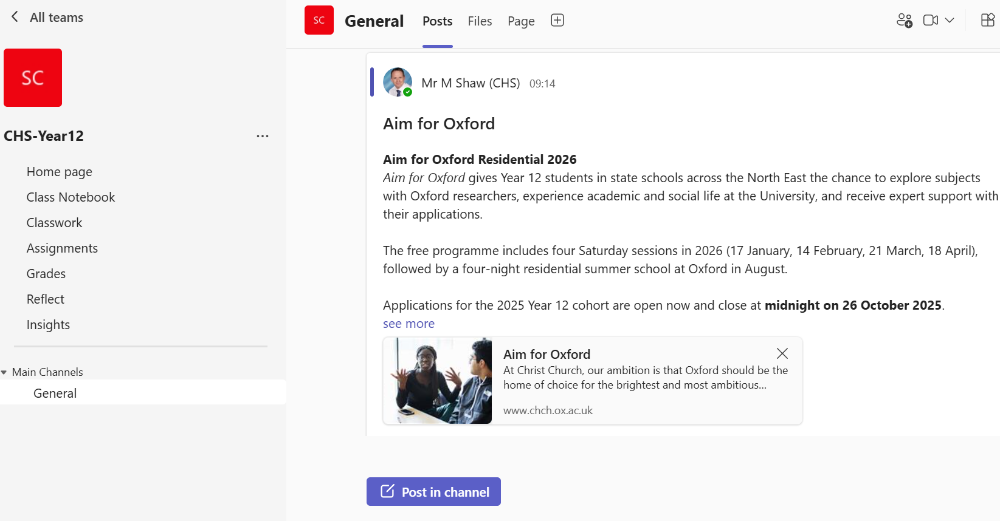 All teams
SC
CHS-Year12
Home page
Class Notebook
Classwork
Assignments
Grades
Reflect
Insights
Main Channels
General
SC
General
Posts
Files
Page
Mr M Shaw (CHS) 09:14
Aim for Oxford
Aim for Oxford Residential 2026
Aim for Oxford gives Year 12 students in state schools across the North East the chance to explore subjects
with Oxford researchers, experience academic and social life at the University, and receive expert support with
their applications.
The free programme includes four Saturday sessions in 2026 (17 January, 14 February, 21 March, 18 April),
followed by a four-night residential summer school at Oxford in August.
Applications for the 2025 Year 12 cohort are open now and close at midnight on 26 October 2025.
see more
Aim for Oxford
At Christ Church, our ambition is that Oxford should be the
home of choice for the brightest and most ambitious...
www.chch.ox.ac.uk
Post in channel